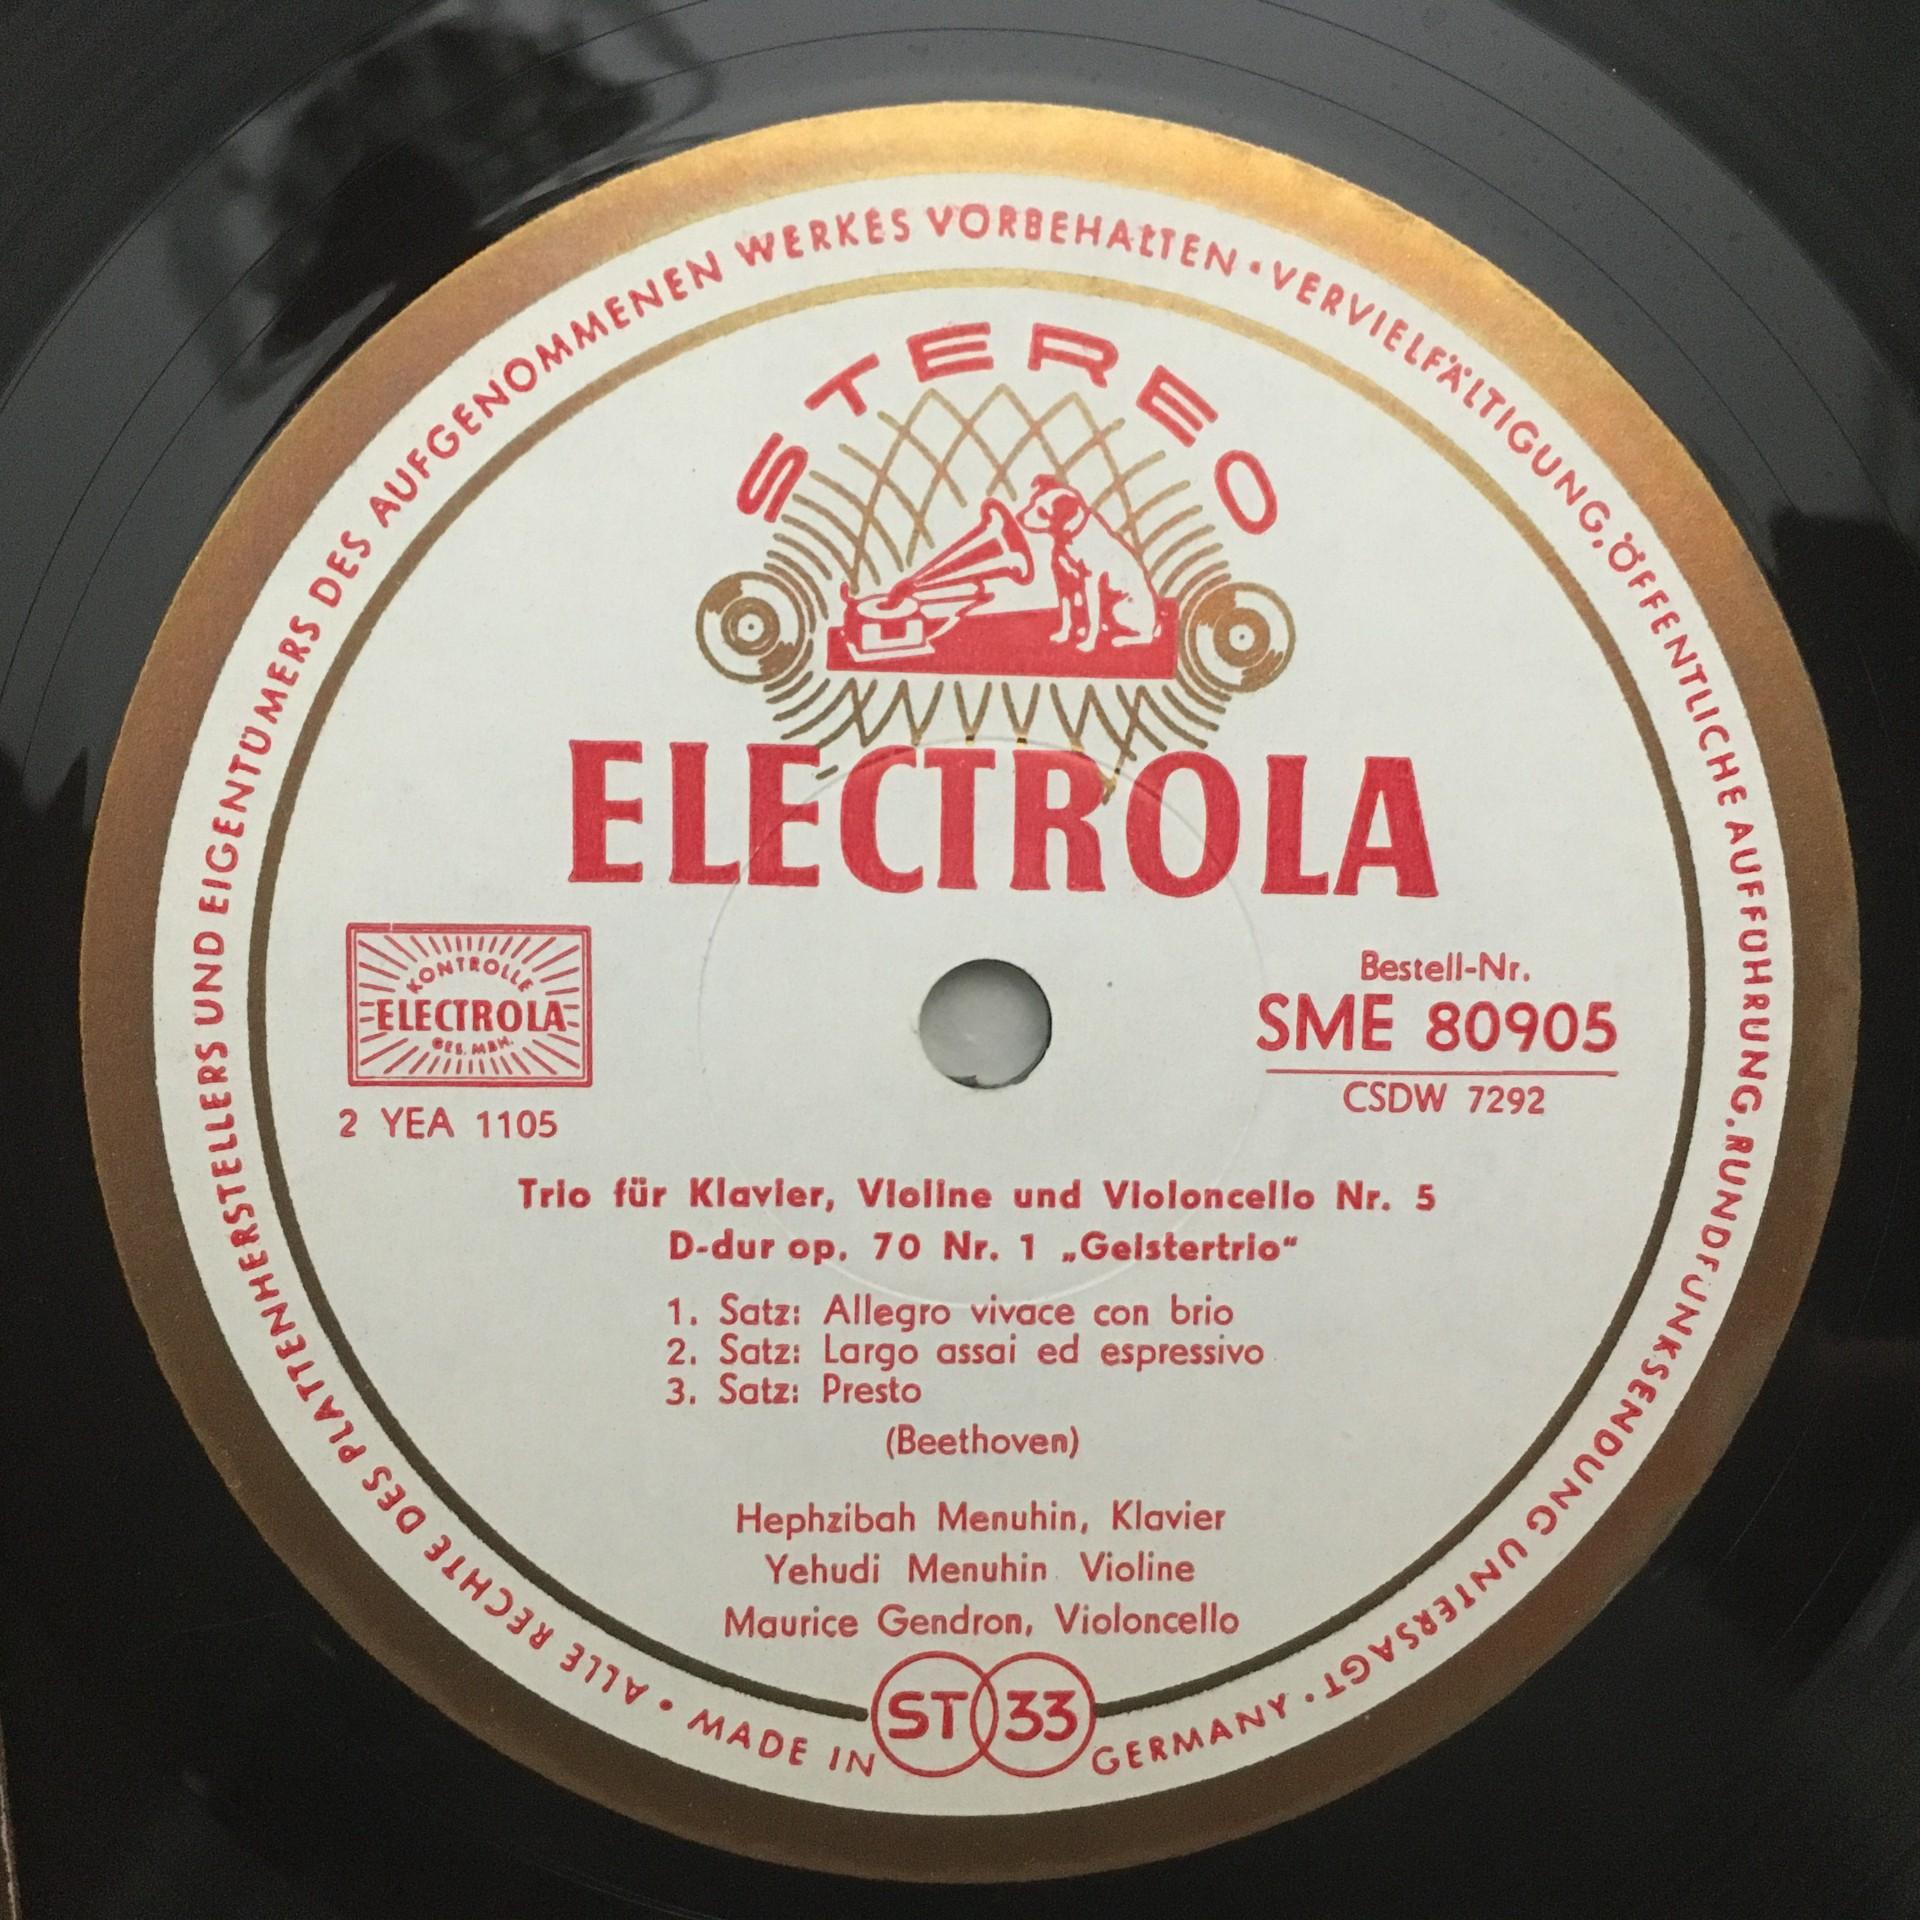 ALLE RECHTE DES PLATTENHERSTELLERS UND EIGENTÜMERS DES AUFGENOMMENEN WERKES VORBEHALTEN • VERVIELFÄLTIGUNG, ÖFFENTLICHE AUFFÜHRUNG, RUNDFUNKSENDUNG UNTERSAGT •
STEREO
ELECTROLA
KONTROLLE
ELECTROLA
GES. MBH.
2 YEA 1105
Bestell-Nr.
SME 80905
CSDW 7292
Trio für Klavier, Violine und Violoncello Nr. 5
D-dur op. 70 Nr. 1 „Geistertrio“
1. Satz: Allegro vivace con brio
2. Satz: Largo assai ed espressivo
3. Satz: Presto
(Beethoven)
Hephzibah Menuhin, Klavier
Yehudi Menuhin Violine
Maurice Gendron, Violoncello
ST 33
• MADE IN GERMANY •